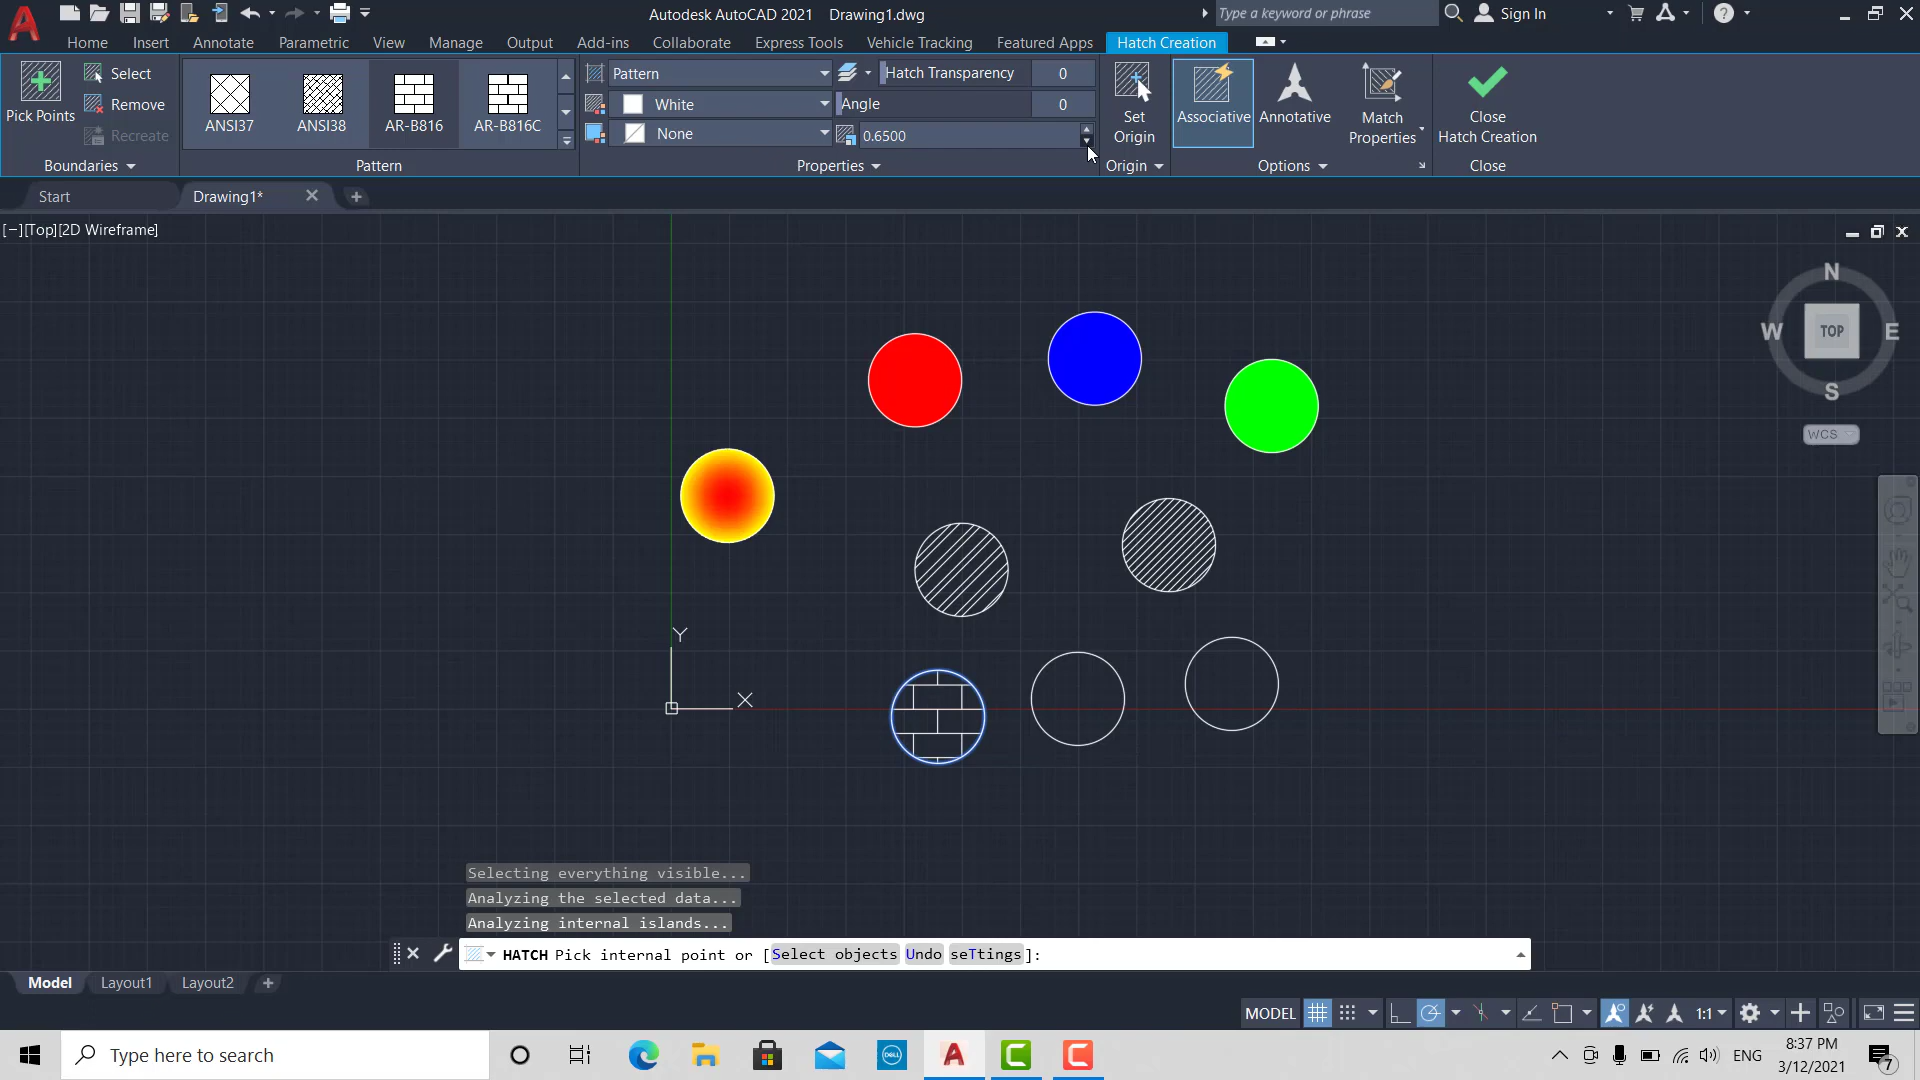 Autodesk AutoCAD 2021 Drawing1.dwg
Type a keyword or phrase
Sign In
Home Insert Annotate Parametric View Manage Output Add-ins Collaborate Express Tools Vehicle Tracking Featured Apps Hatch Creation
Pick Points
Select
Remove
Recreate
Boundaries
ANSI37 ANSI38 AR-B816 AR-B816C
Pattern
Pattern
White
None
Hatch Transparency 0
Angle 0
0.6500
Properties
Set
Origin
Origin
Associative
Annotative
Match
Properties
Options
Close
Hatch Creation
Close
Start Drawing1*
[−][Top][2D Wireframe]
N
W TOP E
S
WCS
Y
X
Selecting everything visible...
Analyzing the selected data...
Analyzing internal islands...
HATCH Pick internal point or [Select objects Undo seTtings]:
Model Layout1 Layout2
MODEL 1:1
Type here to search
DELL
ENG
8:37 PM
3/12/2021
7